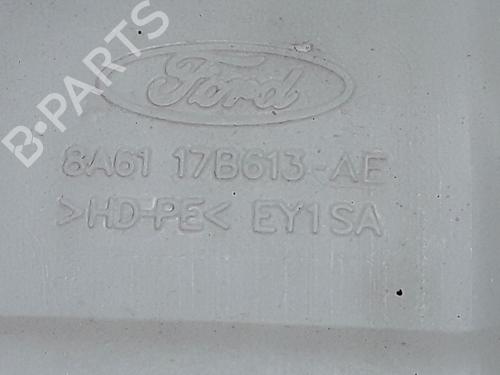 Ford
8A61 17B613-AE
>HD-PE< EY1SA
B-PARTS